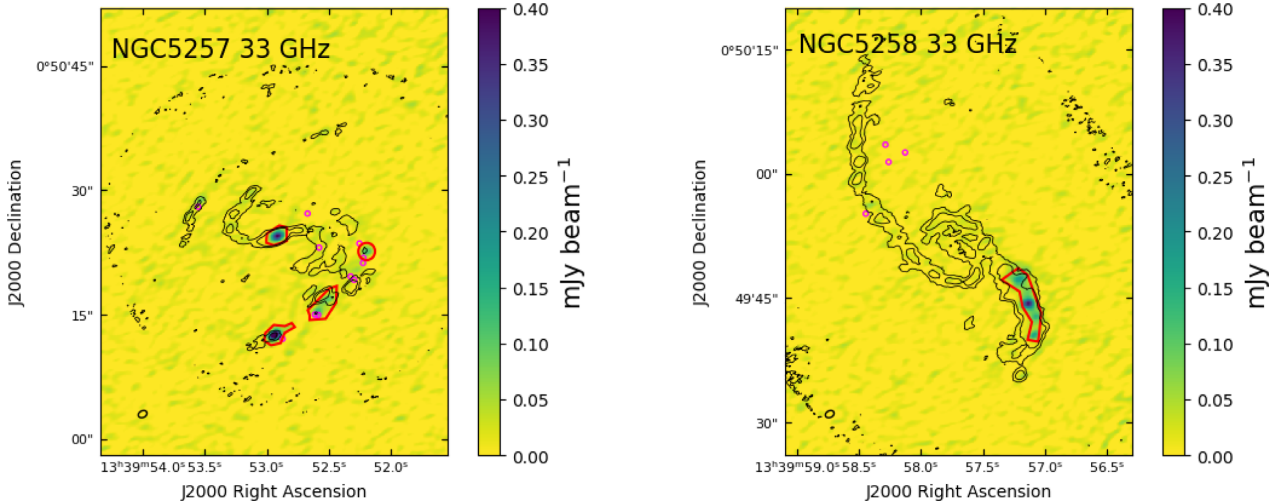 NGC5257 33 GHz
0°50'45"
30"
15"
00"
J2000 Declination
13ʰ39ᵐ54.0ˢ53.5ˢ 53.0ˢ 52.5ˢ 52.0ˢ
J2000 Right Ascension
0.40
0.35
0.30
0.25
0.20
0.15
0.10
0.05
0.00
mJy beam⁻¹
NGC5258 33 GHz
0°50'15"
00"
49'45"
30"
J2000 Declination
13ʰ39ᵐ59.0ˢ58.5ˢ 58.0ˢ 57.5ˢ 57.0ˢ 56.5ˢ
J2000 Right Ascension
0.40
0.35
0.30
0.25
0.20
0.15
0.10
0.05
0.00
mJy beam⁻¹